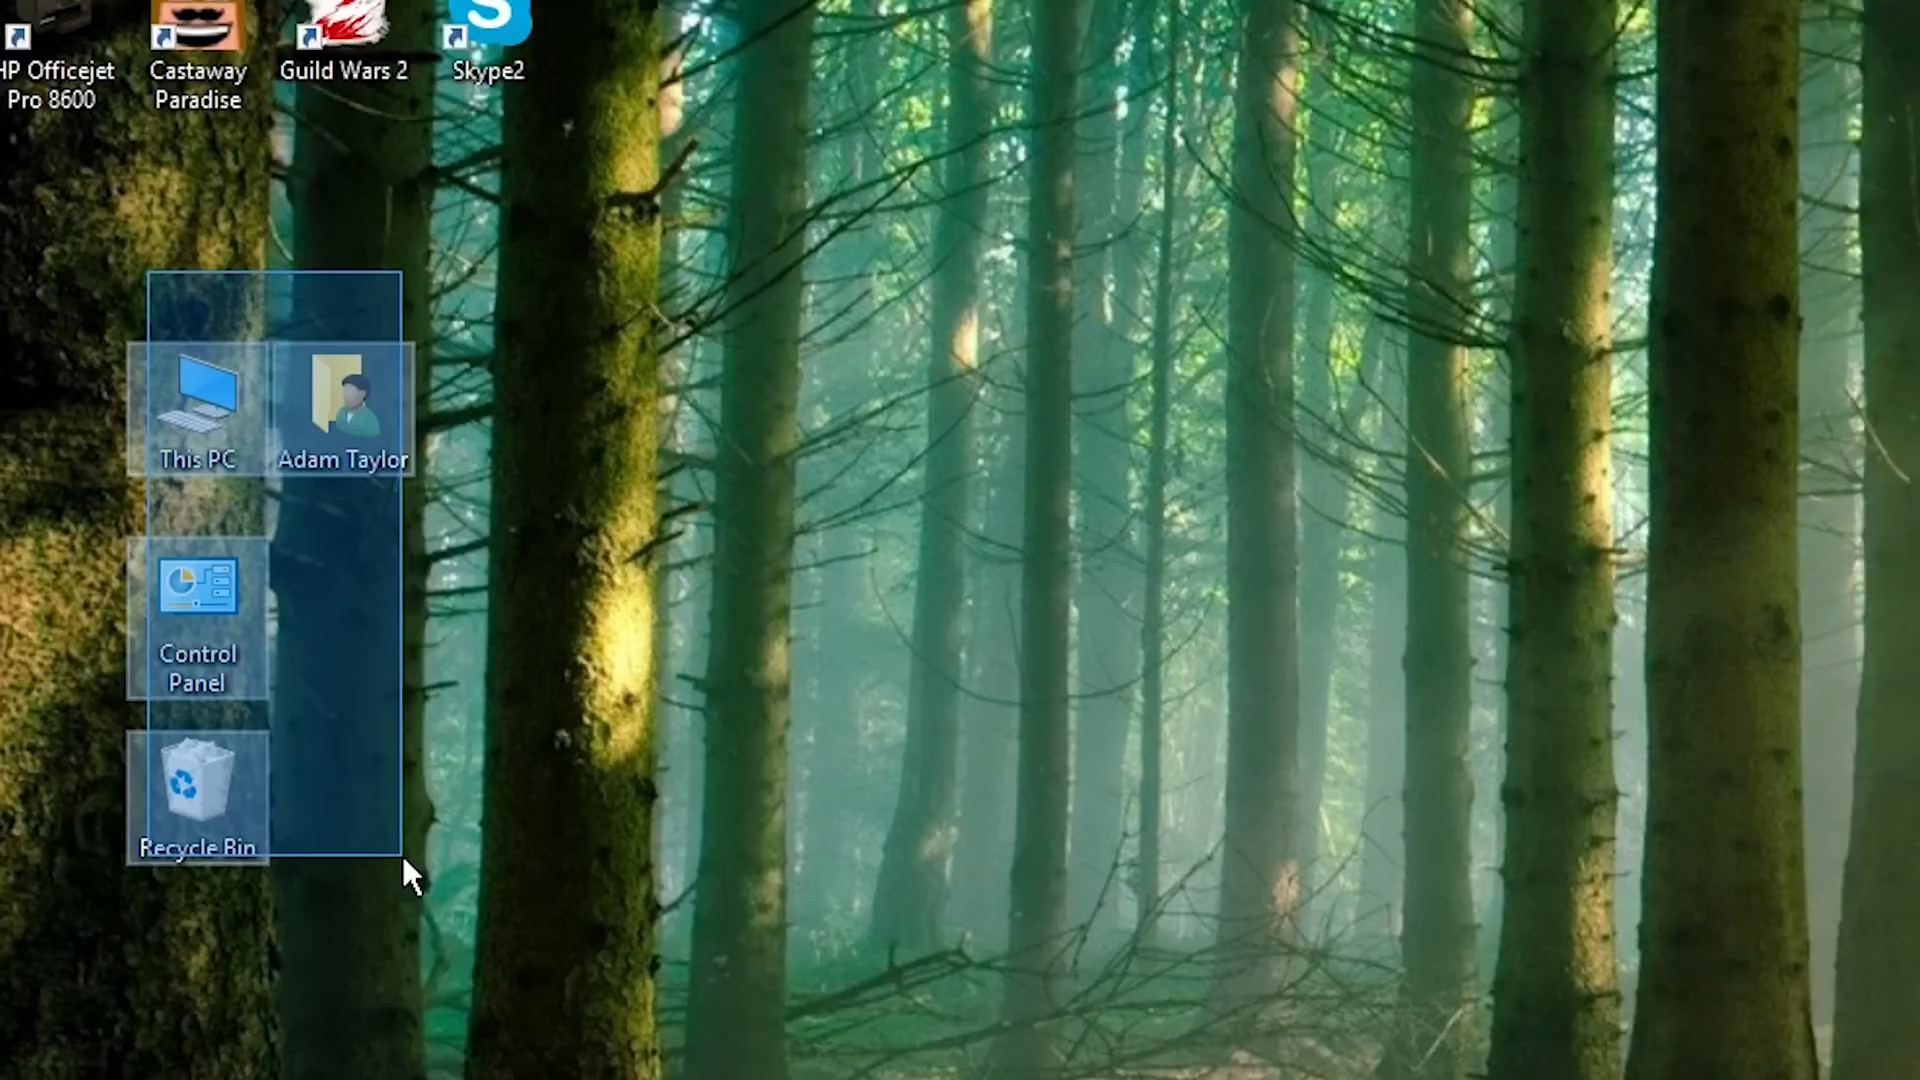 HP Officejet
Pro 8600
Castaway
Paradise
Guild Wars 2
Skype2
This PC
Adam Taylor
Control
Panel
Recycle Bin